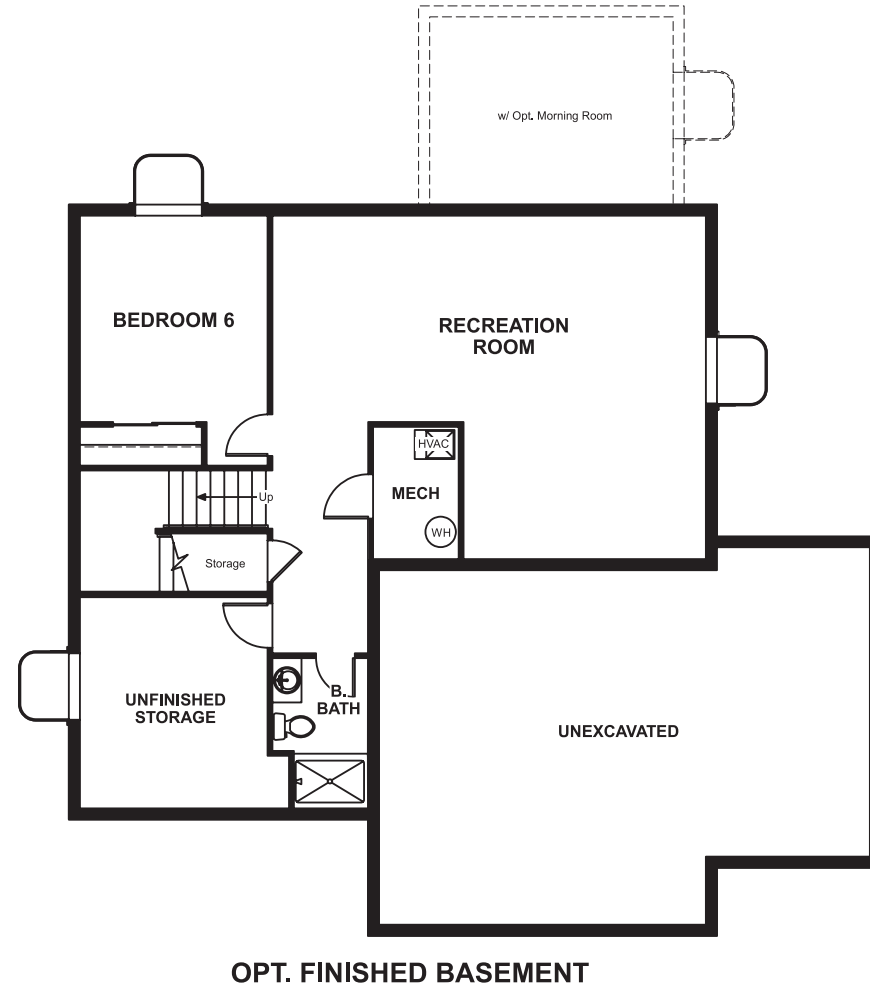 w/ Opt. Morning Room
BEDROOM 6
RECREATION
ROOM
HVAC
MECH
Up
WH
Storage
UNFINISHED
STORAGE
B.
BATH
UNEXCAVATED
OPT. FINISHED BASEMENT